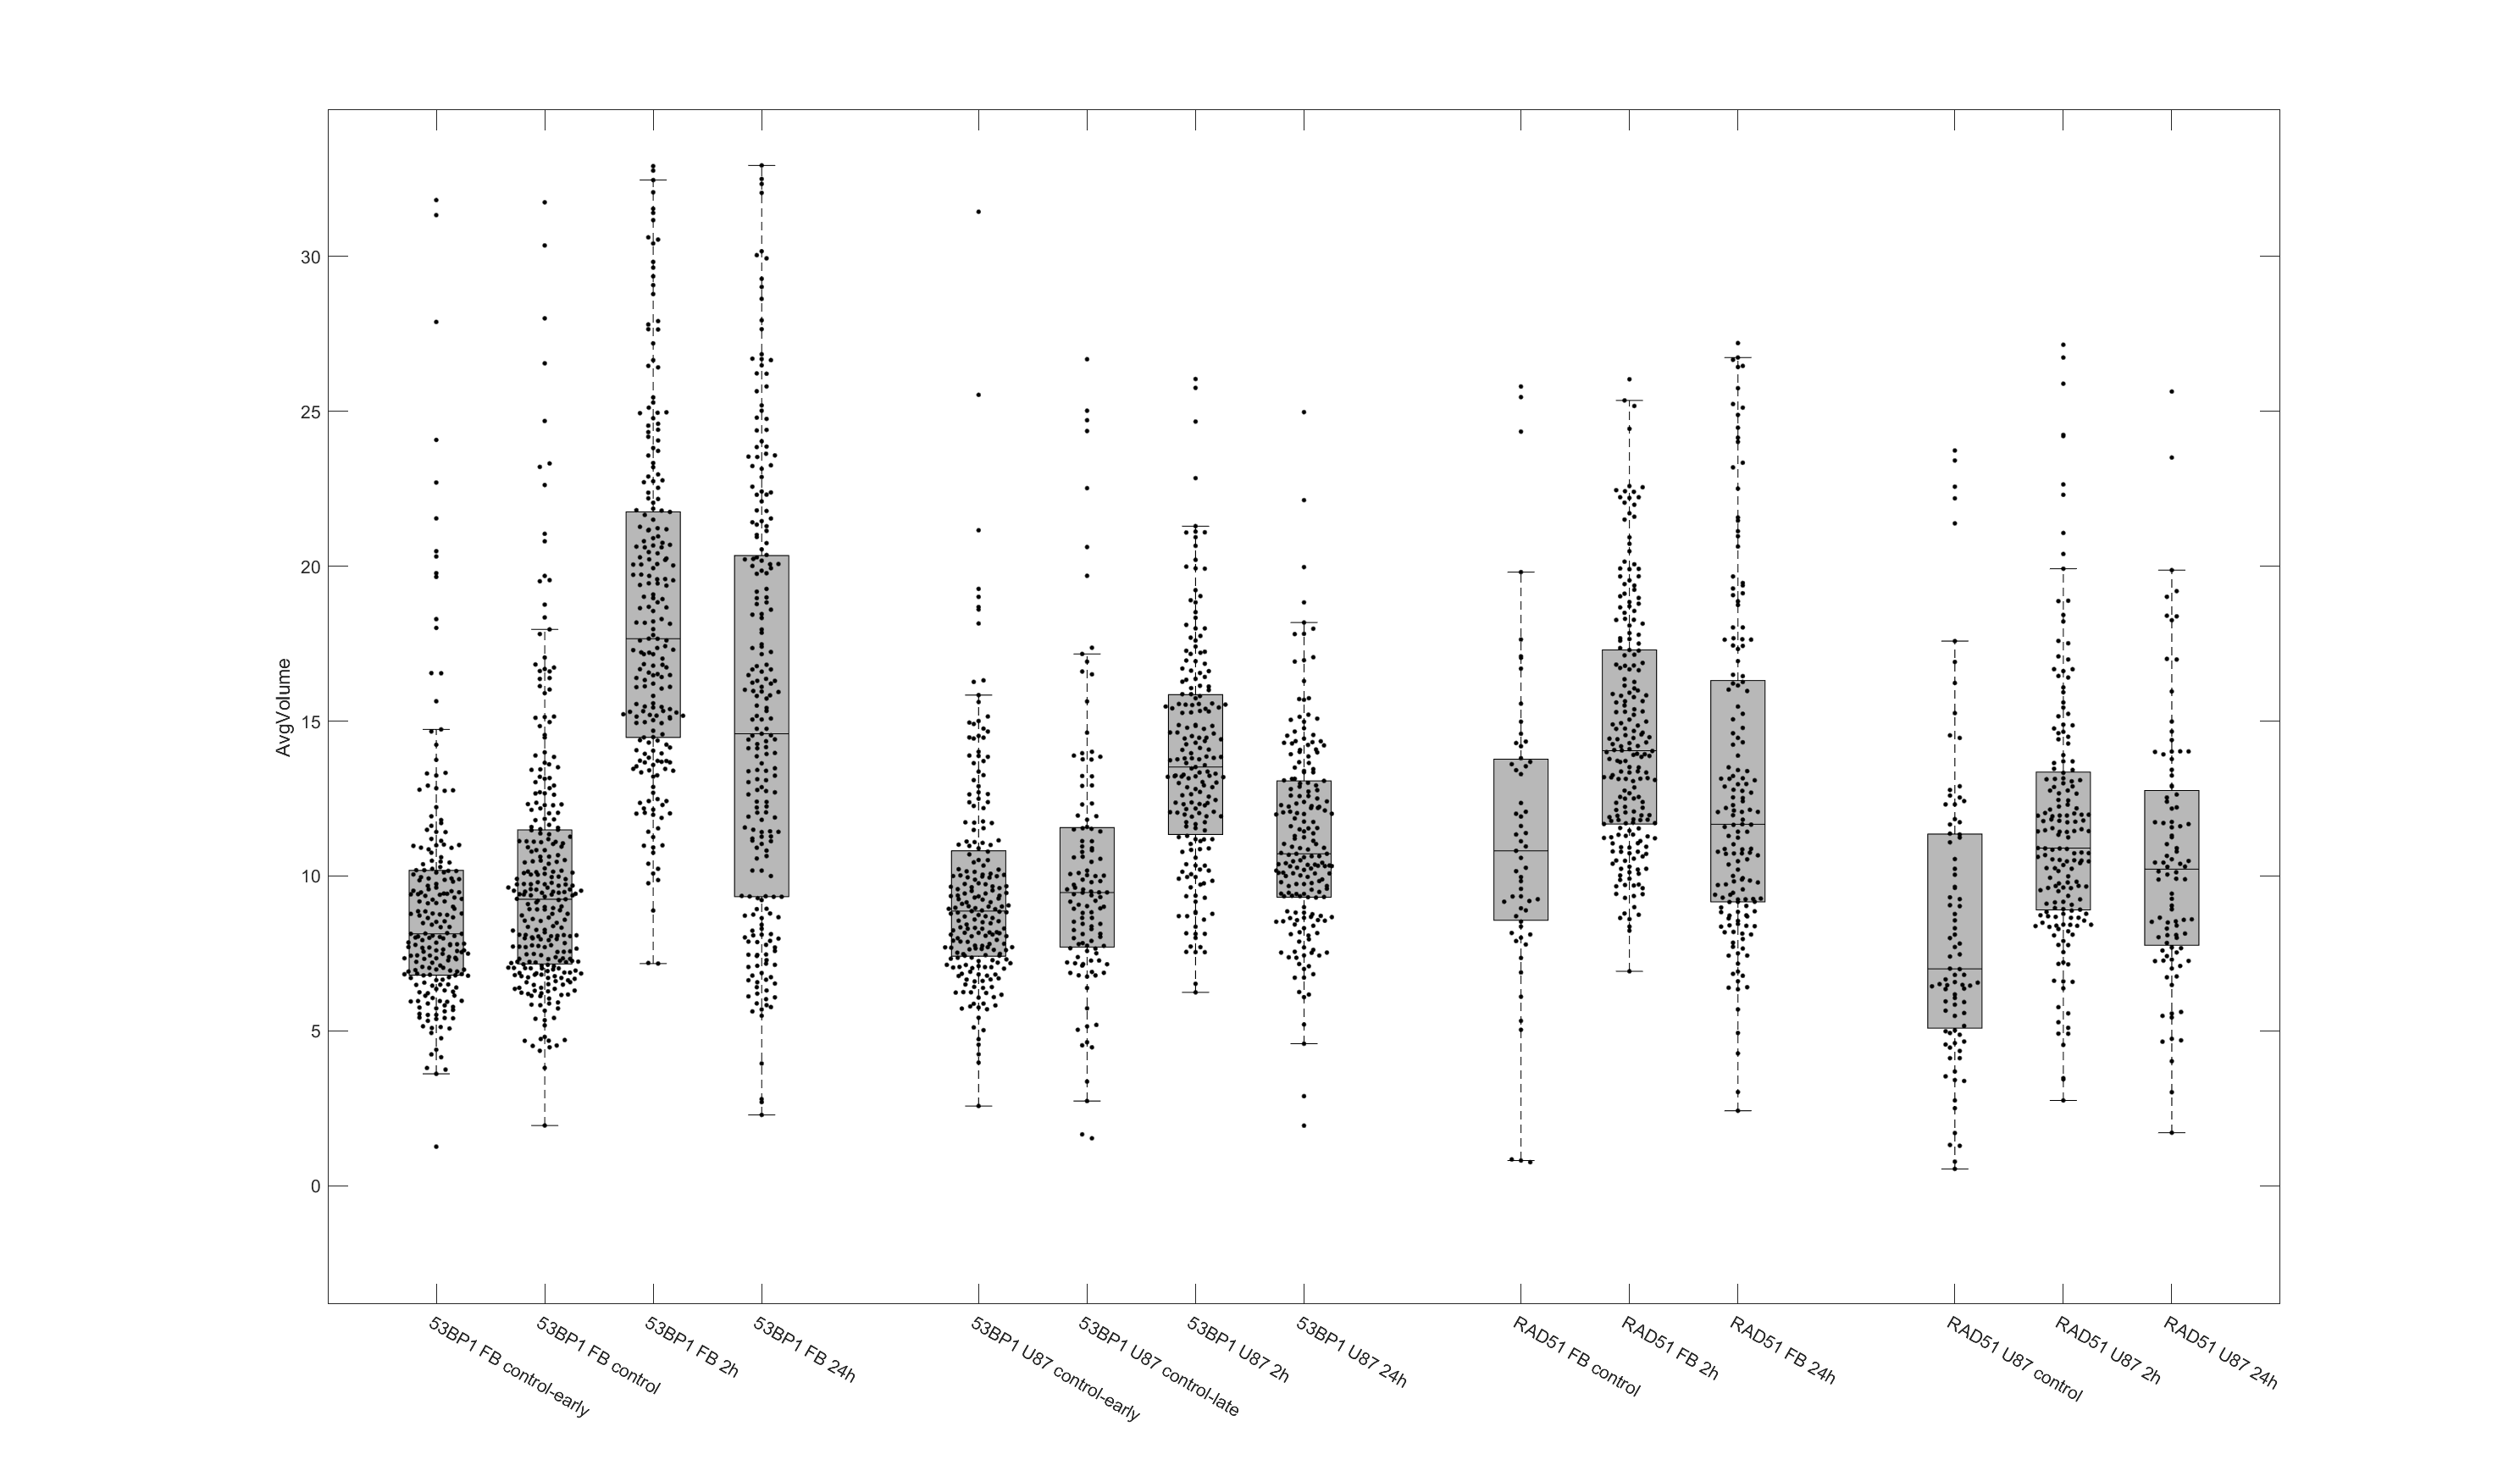 30
25
20
15
10
5
0
AvgVolume
53BP1 FB control-early
53BP1 FB control
53BP1 FB 2h
53BP1 FB 24h
53BP1 U87 control-early
53BP1 U87 control-late
53BP1 U87 2h
53BP1 U87 24h
RAD51 FB control
RAD51 FB 2h
RAD51 FB 24h
RAD51 U87 control
RAD51 U87 2h
RAD51 U87 24h